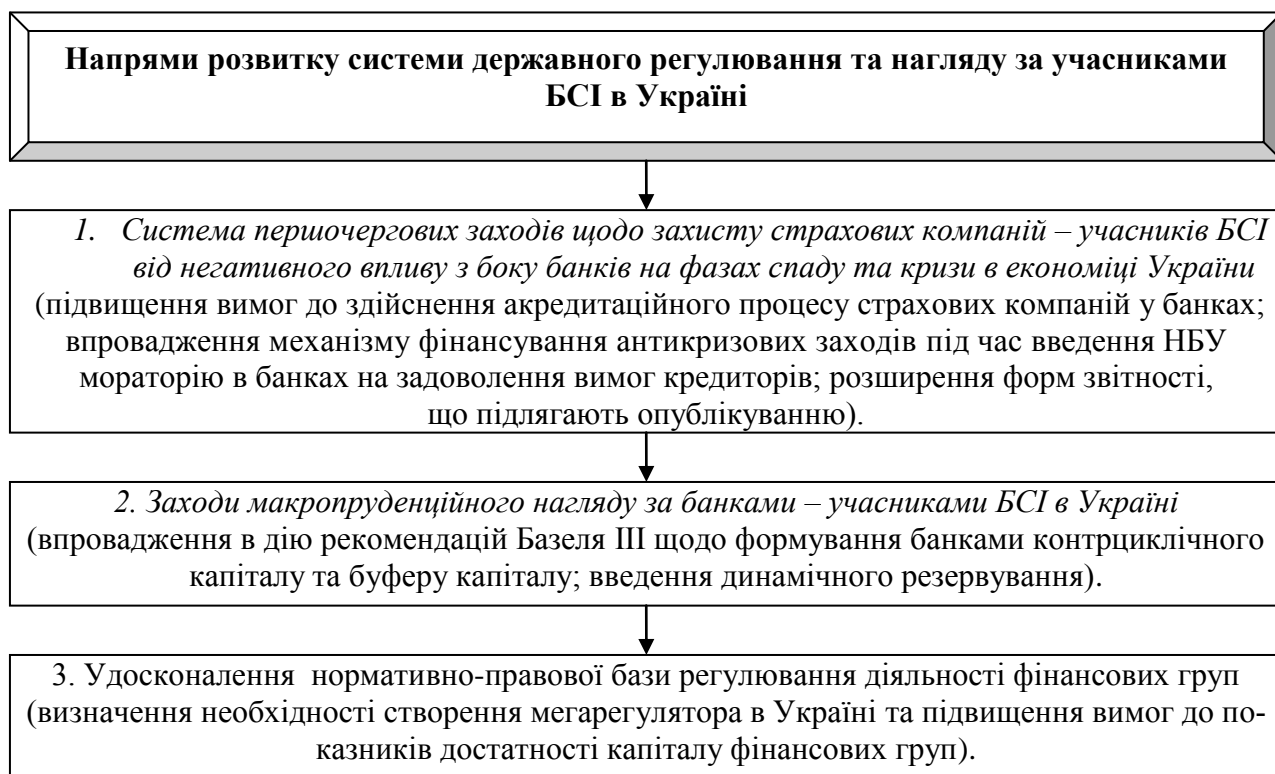 Напрями розвитку системи державного регулювання та нагляду за учасниками
БСІ в Україні
1. Система першочергових заходів щодо захисту страхових компаній – учасників БСІ
від негативного впливу з боку банків на фазах спаду та кризи в економіці України
(підвищення вимог до здійснення акредитаційного процесу страхових компаній у банках;
впровадження механізму фінансування антикризових заходів під час введення НБУ
мораторію в банках на задоволення вимог кредиторів; розширення форм звітності,
що підлягають опублікуванню).
2. Заходи макропруденційного нагляду за банками – учасниками БСІ в Україні
(впровадження в дію рекомендацій Базеля ІІІ щодо формування банками контрциклічного
капіталу та буферу капіталу; введення динамічного резервування).
3. Удосконалення нормативно-правової бази регулювання діяльності фінансових груп
(визначення необхідності створення мегарегулятора в Україні та підвищення вимог до по-
казників достатності капіталу фінансових груп).